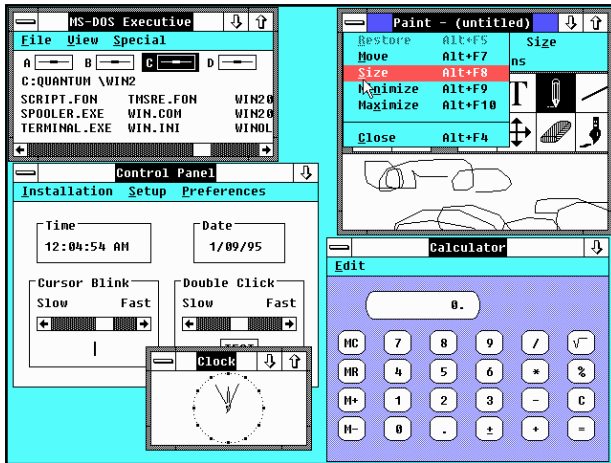 MS-DOS Executive
File View Special
A B C D
C:QUANTUM \WIN2
SCRIPT.FON TMSRE.FON WIN20
SPOOLER.EXE WIN.COM WIN20
TERMINAL.EXE WIN.INI WINOL
Paint - (untitled)
Restore Alt+F5
Move Alt+F7
Size Alt+F8
Minimize Alt+F9
Maximize Alt+F10
Close Alt+F4
Size
ns
T
Control Panel
Installation Setup Preferences
Time
12:04:54 AM
Date
1/09/95
Cursor Blink
Slow Fast
Double Click
Slow Fast
Clock
Calculator
Edit
0.
MC 7 8 9 / √
MR 4 5 6 * %
M+ 1 2 3 - C
M- 0 . ± + =